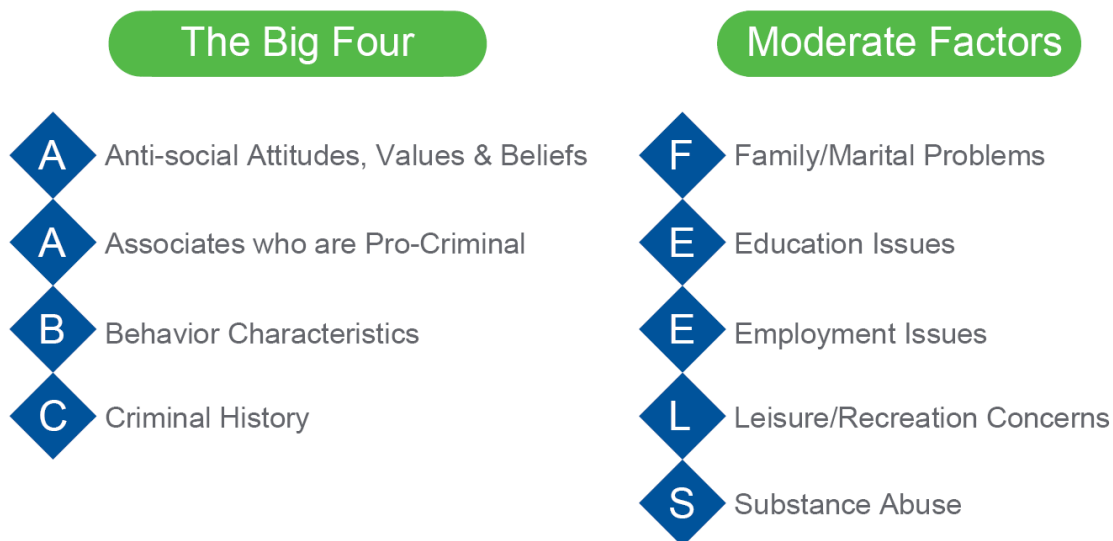 The Big Four
A Anti-social Attitudes, Values & Beliefs
A Associates who are Pro-Criminal
B Behavior Characteristics
C Criminal History
Moderate Factors
F Family/Marital Problems
E Education Issues
E Employment Issues
L Leisure/Recreation Concerns
S Substance Abuse